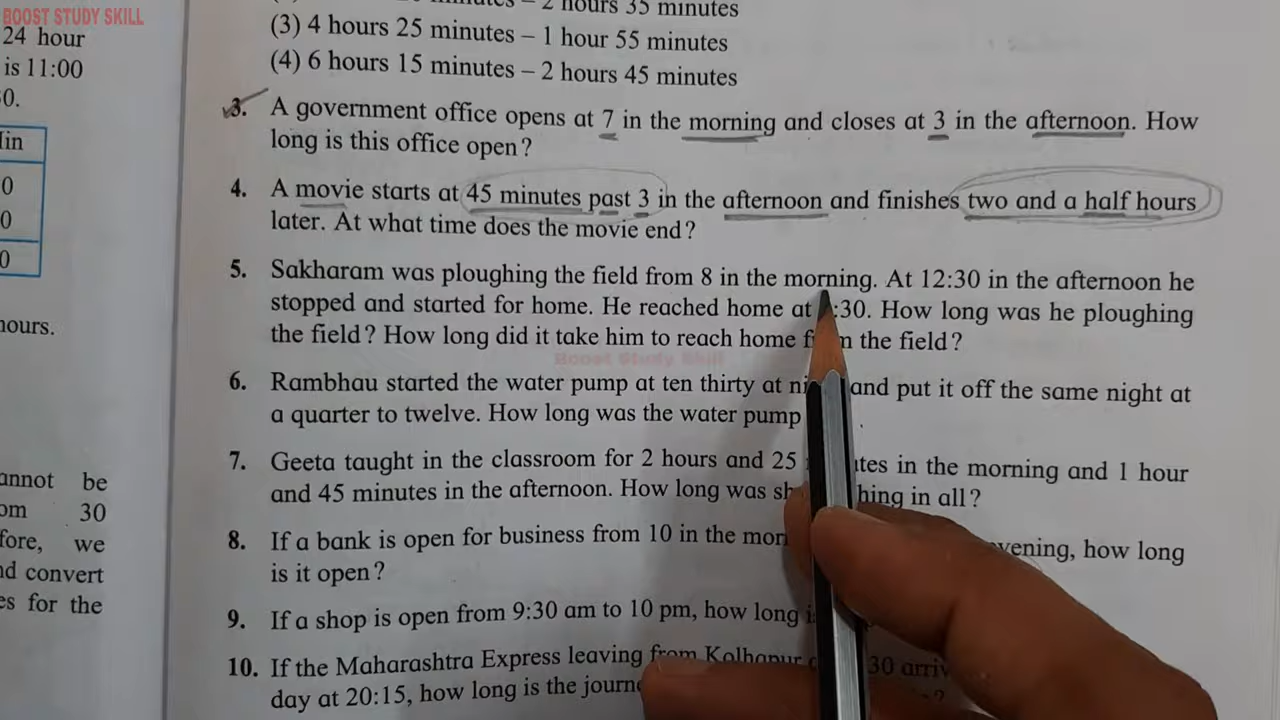 BOOST STUDY SKILL
24 hour
is 11:00
0.
Min
0
0
0
hours.
cannot be
30
we
and convert
for the
2 hours 35 minutes
(3) 4 hours 25 minutes – 1 hour 55 minutes
(4) 6 hours 15 minutes – 2 hours 45 minutes
3. A government office opens at 7 in the morning and closes at 3 in the afternoon. How
long is this office open?
4. A movie starts at 45 minutes past 3 in the afternoon and finishes two and a half hours
later. At what time does the movie end?
5. Sakharam was ploughing the field from 8 in the morning. At 12:30 in the afternoon he
stopped and started for home. He reached home at :30. How long was he ploughing
the field? How long did it take him to reach home the field?
Boost Study Skill
6. Rambhau started the water pump at ten thirty at and put it off the same night at
a quarter to twelve. How long was the water pump
7. Geeta taught in the classroom for 2 hours and 25 in the morning and 1 hour
and 45 minutes in the afternoon. How long was in all?
8. If a bank is open for business from 10 in the evening, how long
is it open?
9. If a shop is open from 9:30 am to 10 pm, how long
10. If the Maharashtra Express leaving from Kolhapur 30
day at 20:15, how long is the